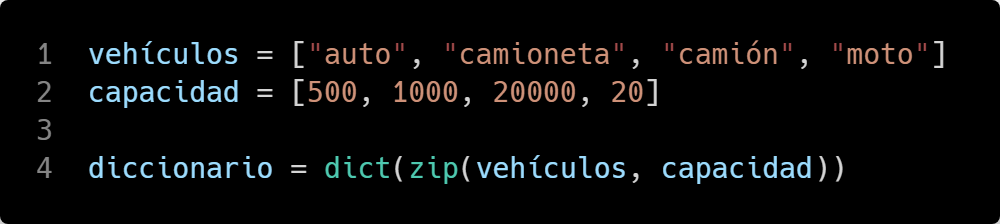 1 vehículos = ["auto", "camioneta", "camión", "moto"]
2 capacidad = [500, 1000, 20000, 20]
3
4 diccionario = dict(zip(vehículos, capacidad))